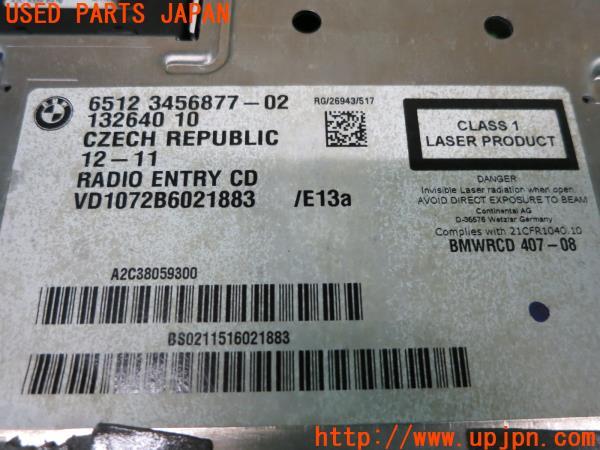 USED PARTS JAPAN
BMW
6512 3456877-02
132640 10
CZECH REPUBLIC
12-11
RADIO ENTRY CD
VD1072B6021883 /E13a
RG/26943/517
CLASS 1
LASER PRODUCT
DANGER
Invisible Laser radiation when open.
AVOID DIRECT EXPOSURE TO BEAM
Continental AG
D-35576 Wetzlar Germany
Complies with 21CFR1040.10
BMWRCD 407-08
A2C38059300
BS0211516021883
UPJ http://www.upjpn.com